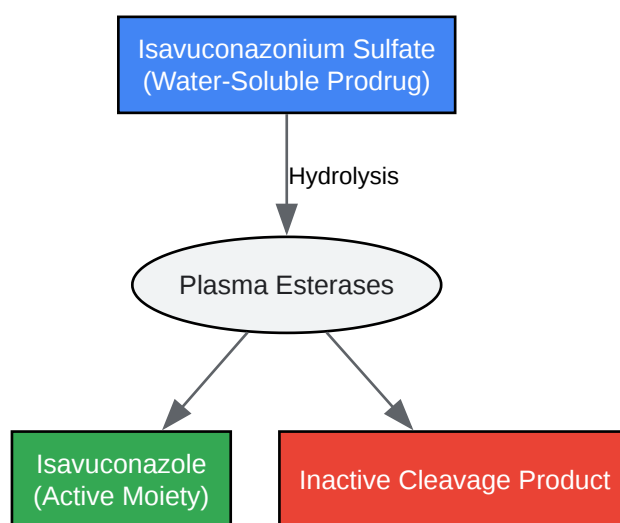 Isavuconazonium Sulfate
(Water-Soluble Prodrug)
Hydrolysis
Plasma Esterases
Isavuconazole
(Active Moiety)
Inactive Cleavage Product